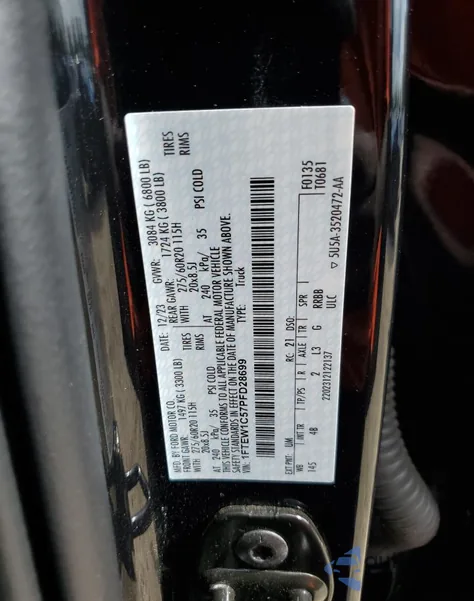 MFD. BY FORD MOTOR CO.
DATE: 12/23 GVWR: 3084 KG ( 6800 LB)
FRONT GAWR: 1497 KG (3300 LB) REAR GAWR: 1724 KG ( 3800 LB)
WITH 275/60R20 115H TIRES WITH 275/60R20 115H TIRES
20x8.5J RIMS 20x8.5J RIMS
AT 240 kPa/ 35 PSI COLD AT 240 kPa/ 35 PSI COLD
THIS VEHICLE CONFORMS TO ALL APPLICABLE FEDERAL MOTOR VEHICLE
SAFETY STANDARDS IN EFFECT ON THE DATE OF MANUFACTURE SHOWN ABOVE.
VIN: 1FTEW1C57PFD28699 TYPE: Truck
F0135
T0681
EXT PNT: UM RC: 21 DSO:
WB INT TR TP/PS R AXLE TR SPR
145 4B 2 L3 G RRBB
2202312122137 ULC
▽ 5U5A-3520472-AA